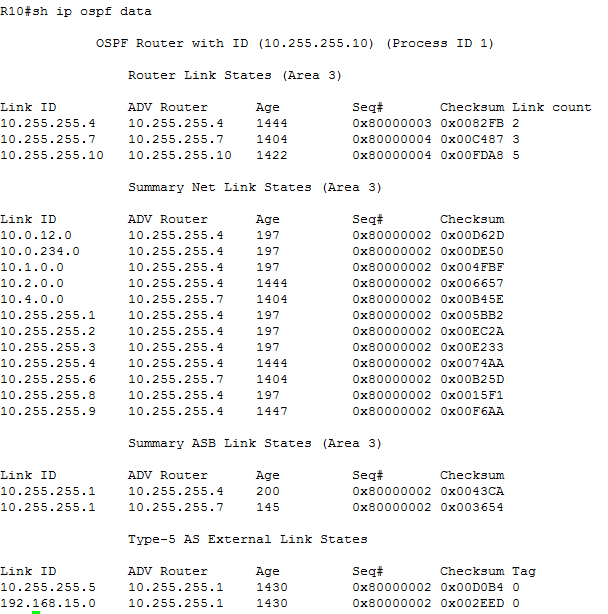 R10#sh ip ospf data
OSPF Router with ID (10.255.255.10) (Process ID 1)
Router Link States (Area 3)
Link ID ADV Router Age Seq# Checksum Link count
10.255.255.4 10.255.255.4 1444 0x80000003 0x0082FB 2
10.255.255.7 10.255.255.7 1404 0x80000004 0x00C487 3
10.255.255.10 10.255.255.10 1422 0x80000004 0x00FDA8 5
Summary Net Link States (Area 3)
Link ID ADV Router Age Seq# Checksum
10.0.12.0 10.255.255.4 197 0x80000002 0x00D62D
10.0.234.0 10.255.255.4 197 0x80000002 0x00DE50
10.1.0.0 10.255.255.4 197 0x80000002 0x004FBF
10.2.0.0 10.255.255.4 1444 0x80000002 0x006657
10.4.0.0 10.255.255.7 1404 0x80000002 0x00B45E
10.255.255.1 10.255.255.4 197 0x80000002 0x005BB2
10.255.255.2 10.255.255.4 197 0x80000002 0x00EC2A
10.255.255.3 10.255.255.4 197 0x80000002 0x00E233
10.255.255.4 10.255.255.4 1444 0x80000002 0x0074AA
10.255.255.6 10.255.255.7 1404 0x80000002 0x00B25D
10.255.255.8 10.255.255.4 197 0x80000002 0x0015F1
10.255.255.9 10.255.255.4 1447 0x80000002 0x00F6AA
Summary ASB Link States (Area 3)
Link ID ADV Router Age Seq# Checksum
10.255.255.1 10.255.255.4 200 0x80000002 0x0043CA
10.255.255.1 10.255.255.7 145 0x80000002 0x003654
Type-5 AS External Link States
Link ID ADV Router Age Seq# Checksum Tag
10.255.255.5 10.255.255.1 1430 0x80000002 0x00D0B4 0
192.168.15.0 10.255.255.1 1430 0x80000002 0x002EED 0